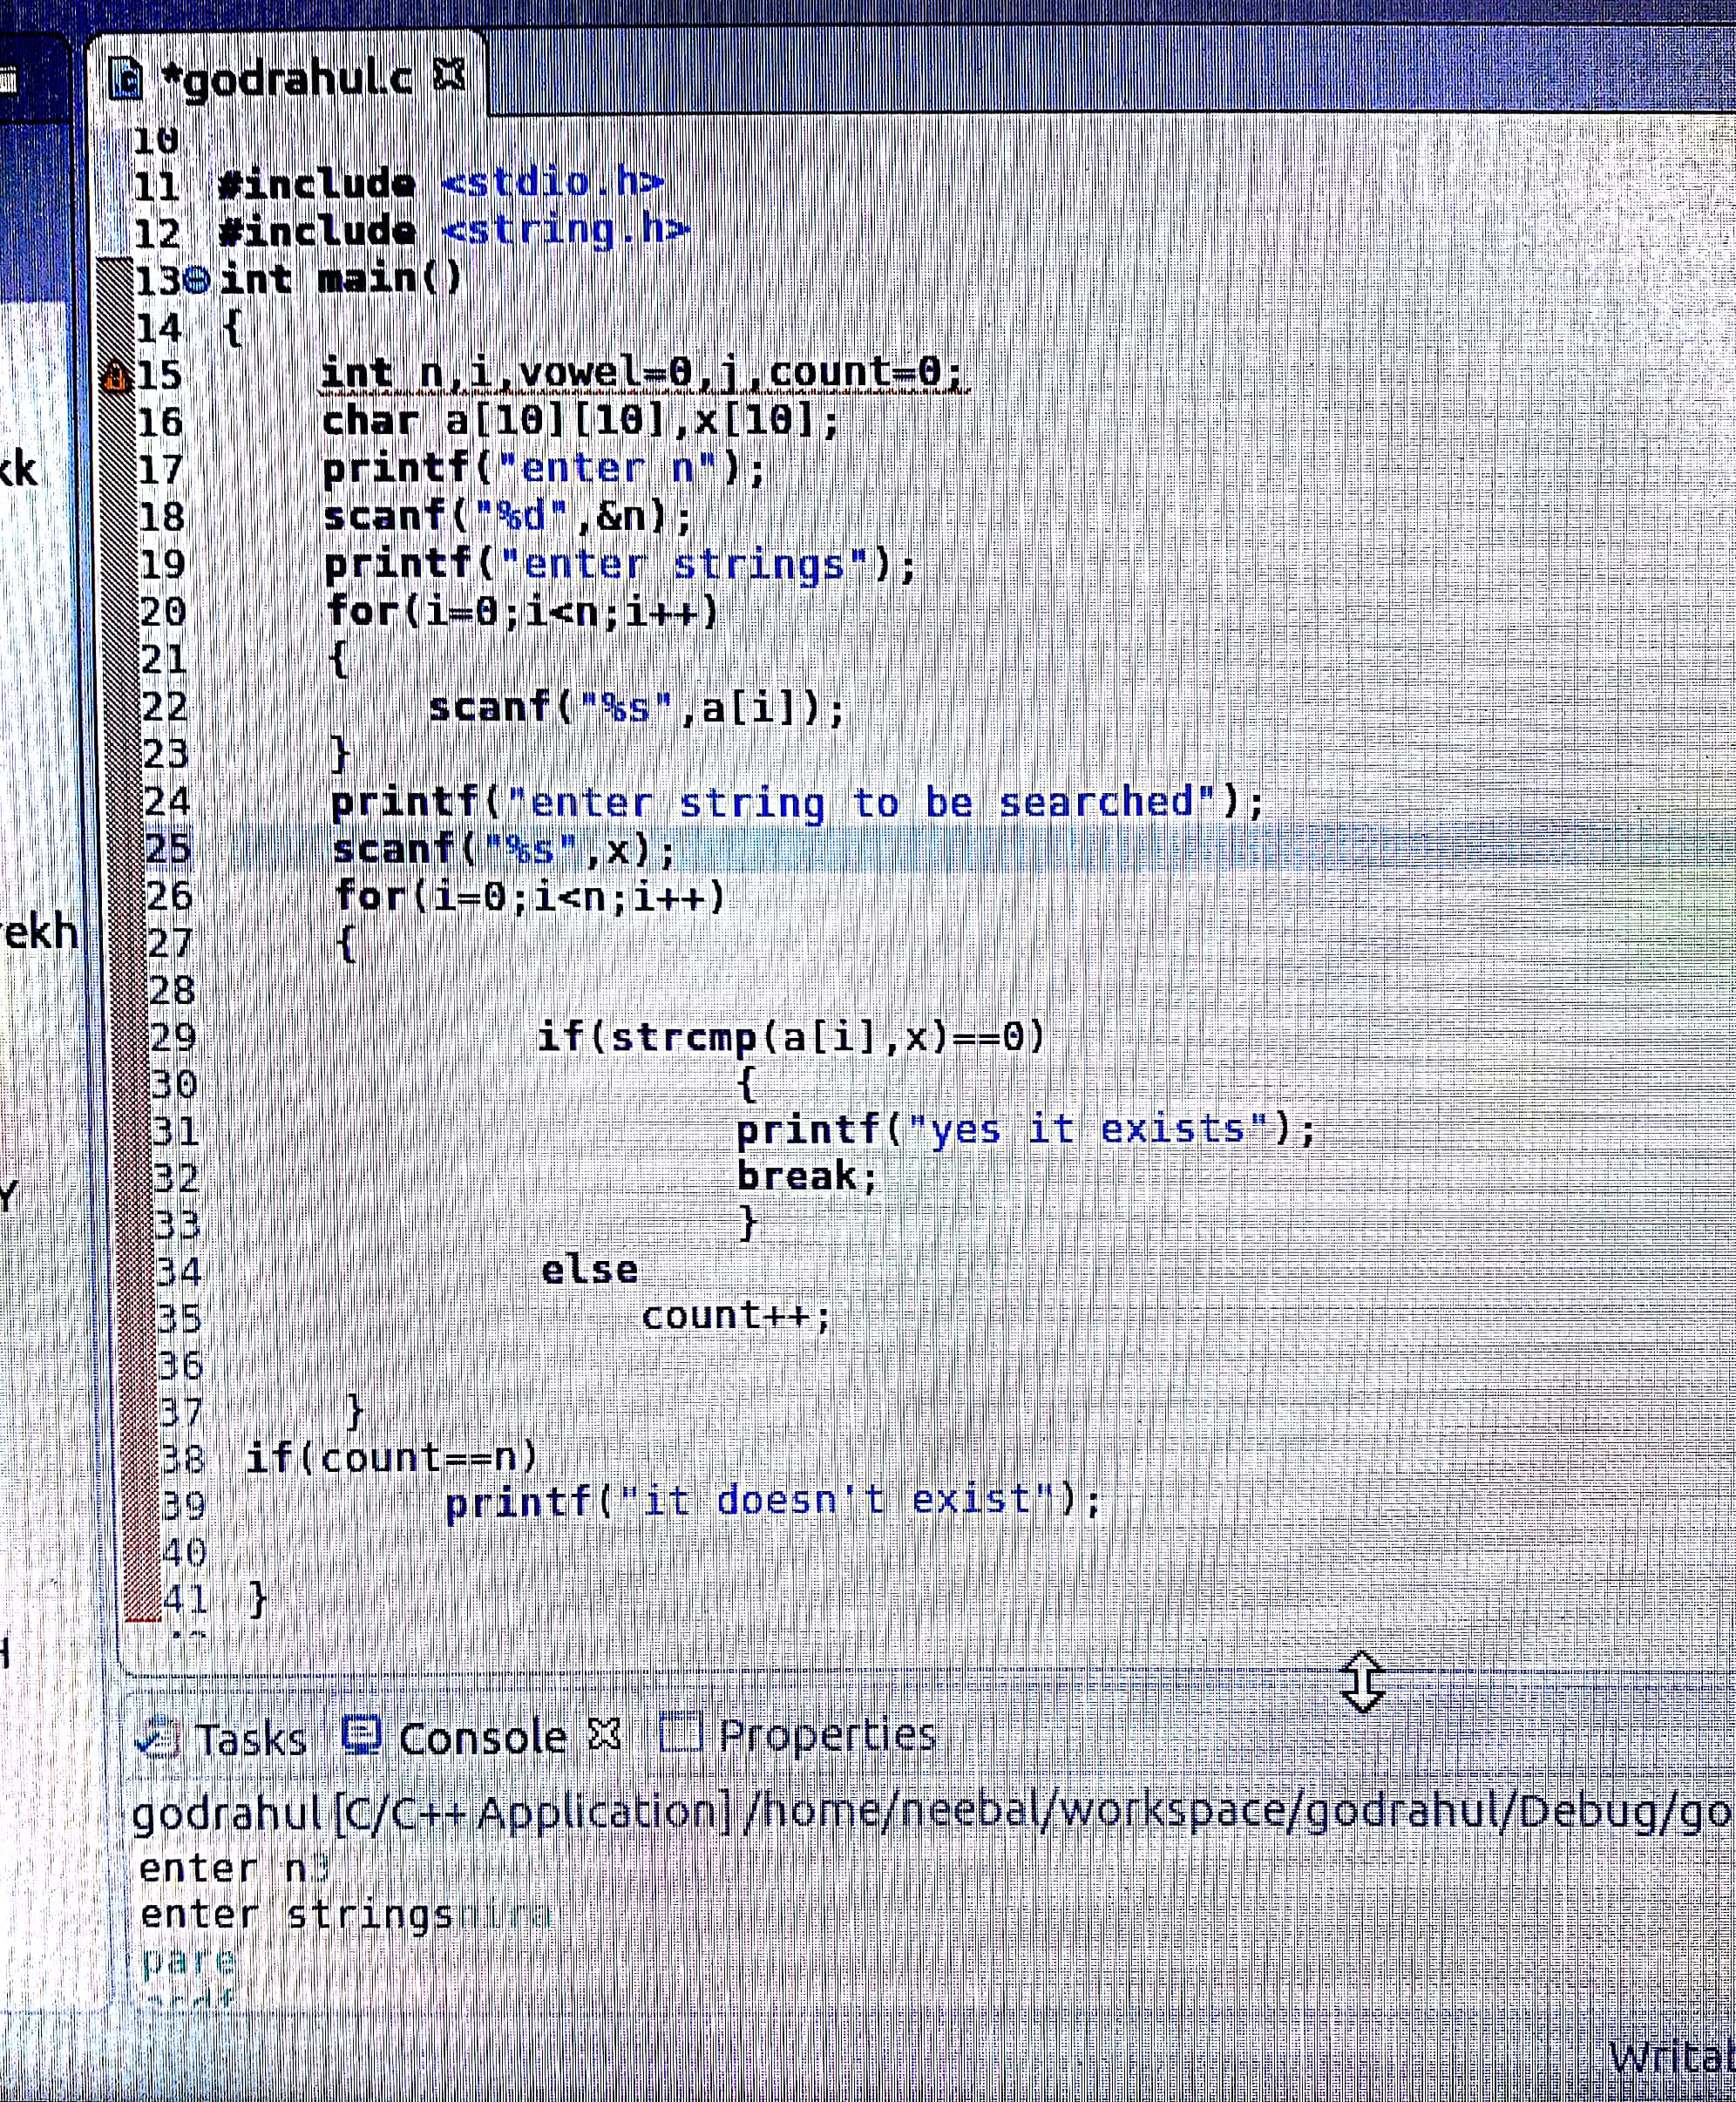 *godrahul.c
10
11 #include <stdio.h>
12 #include <string.h>
13 int main()
14 {
15 int n,i,vowel=0,j,count=0;
16 char a[10][10],x[10];
17 printf("enter n");
18 scanf("%d",&n);
19 printf("enter strings");
20 for(i=0;i<n;i++)
21 {
22 scanf("%s",a[i]);
23 }
24 printf("enter string to be searched");
25 scanf("%s",x);
26 for(i=0;i<n;i++)
27 {
28
29 if(strcmp(a[i],x)==0)
30 {
31 printf("yes it exists");
32 break;
33 }
34 else
35 count++;
36
37 }
38 if(count==n)
39 printf("it doesn't exist");
40
41 }
kk
ekh
Y
Tasks Console Properties
godrahul [C/C++ Application] /home/neebal/workspace/godrahul/Debug/go
enter n3
enter stringsnira
pare
Writab